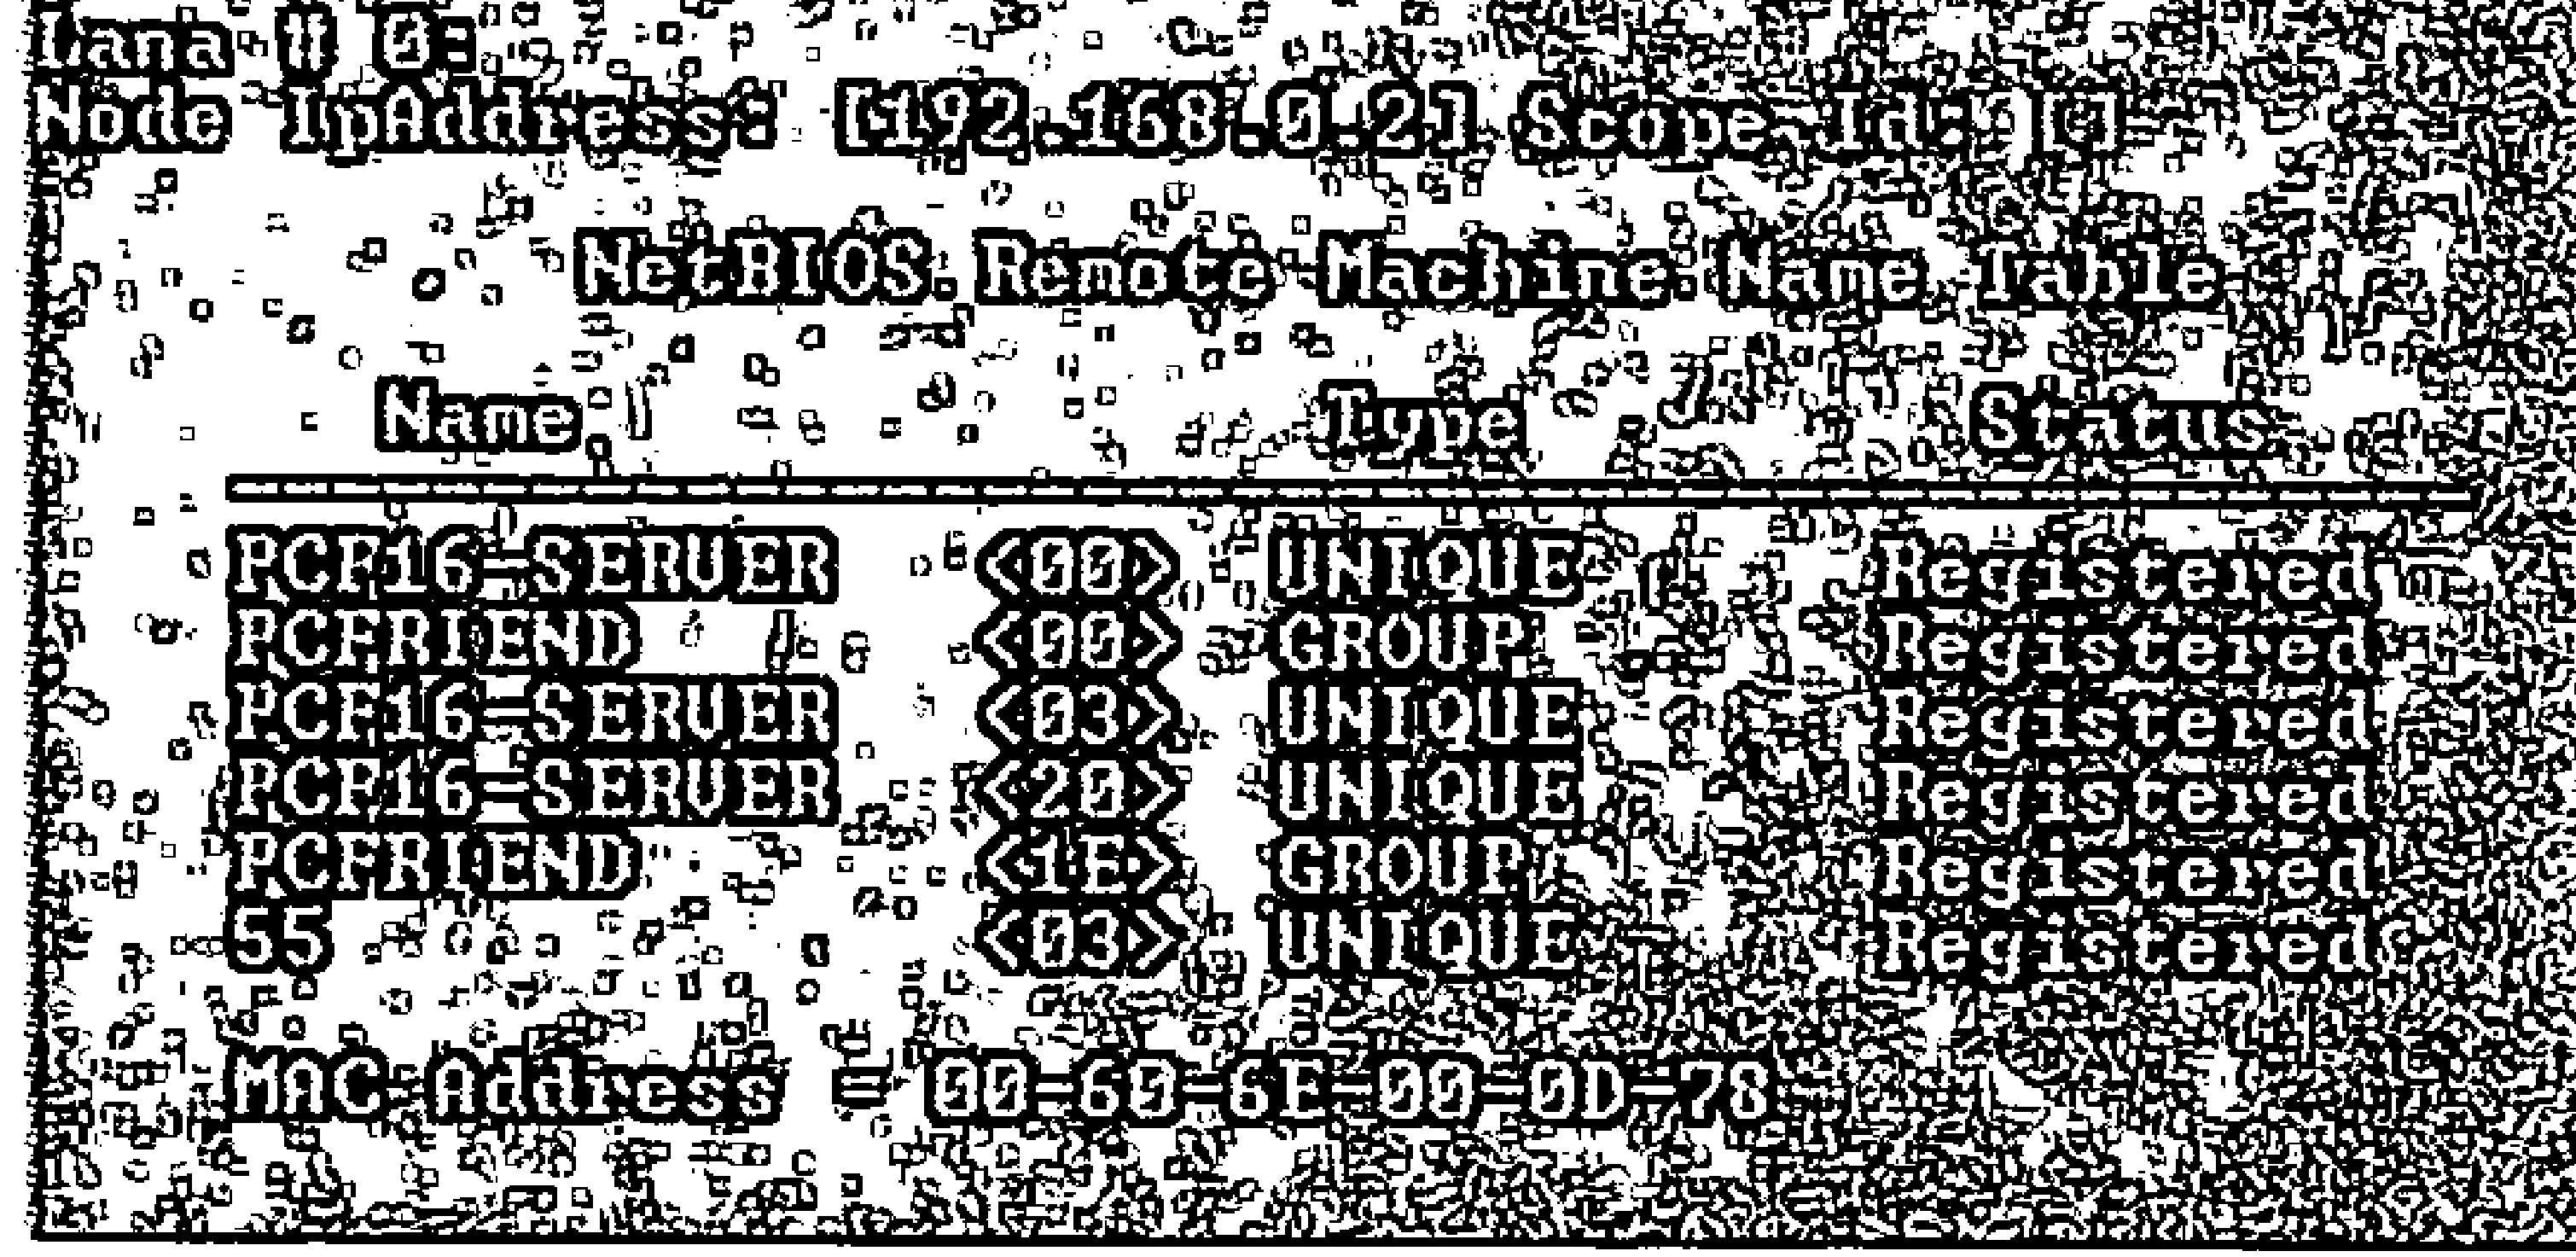 Lana # 0:
Node IpAddress: [192.168.0.2] Scope Id: []
NetBIOS Remote Machine Name Table
Name Type Status
---------------------------------------------
PCF16-SERVER <00> UNIQUE Registered
PCFRIEND <00> GROUP Registered
PCF16-SERVER <03> UNIQUE Registered
PCF16-SERVER <20> UNIQUE Registered
PCFRIEND <1E> GROUP Registered
55 <03> UNIQUE Registered
MAC Address = 00-60-6E-00-0D-78